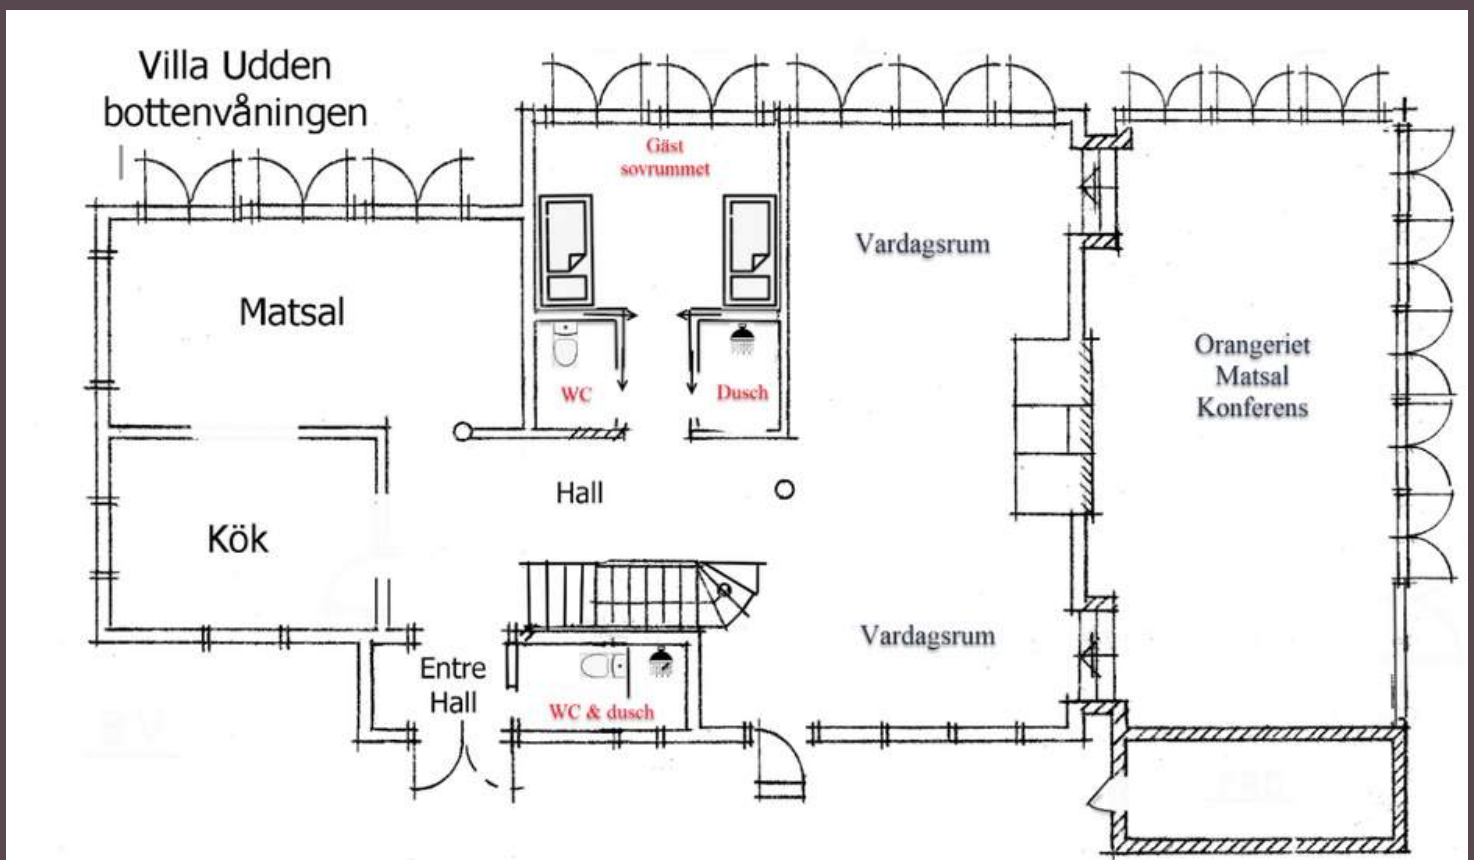 Villa Udden
bottenvåningen
Gäst
sovrummet
Vardagsrum
Matsal
Orangeriet
Matsal
Konferens
WC
Dusch
Hall
Kök
Vardagsrum
Entre
Hall
WC & dusch